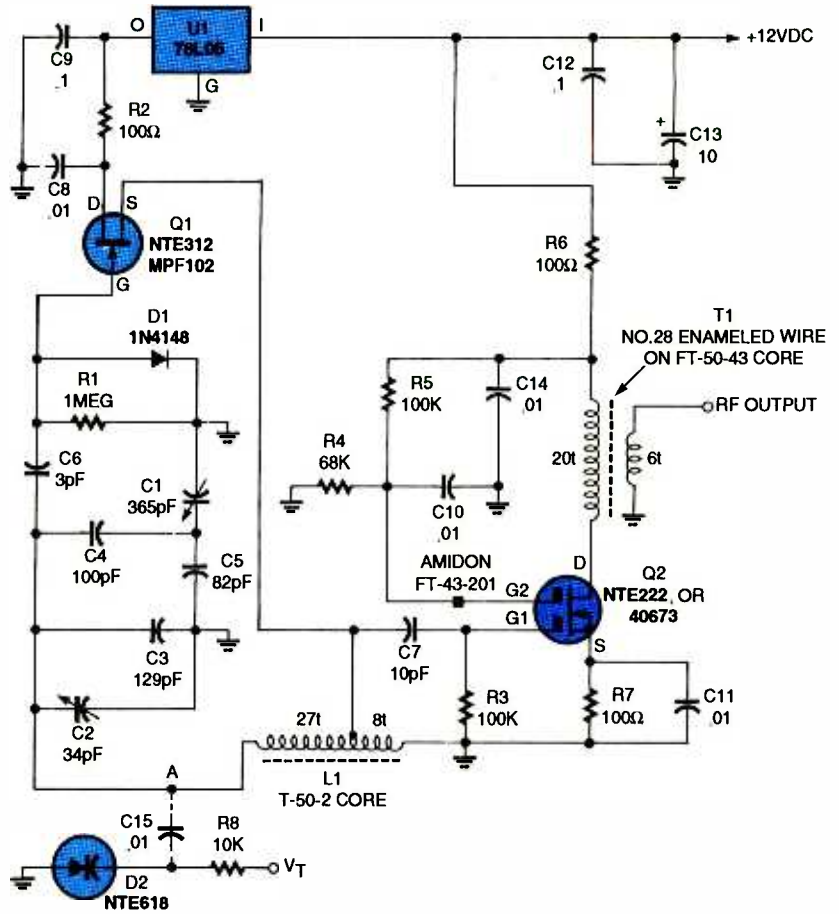 O
U1
78L05
I
+12VDC
G
C9
.1
R2
100Ω
C12
.1
+
C13
10
C8
.01
D
S
Q1
NTE312
MPF102
G
R6
100Ω
D1
1N4148
T1
NO.28 ENAMELED WIRE
ON FT-50-43 CORE
R1
1MEG
R5
100K
C14
.01
RF OUTPUT
R4
68K
20t
6t
C6
3pF
C1
365pF
C10
.01
C4
100pF
C5
82pF
AMIDON
FT-43-201
D
G2
G1
Q2
NTE222, OR
40673
S
C3
129pF
C7
10pF
R3
100K
R7
100Ω
C11
.01
C2
34pF
27t
8t
L1
T-50-2 CORE
A
C15
.01
R8
10K
VT
D2
NTE618